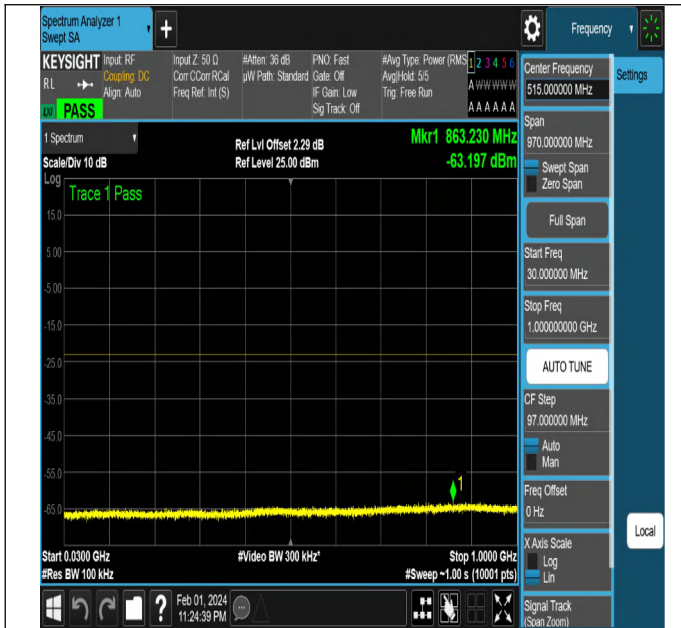 Spectrum Analyzer 1
Swept SA
+
Frequency
KEYSIGHT
RL
LXI PASS
Input: RF
Coupling: DC
Align: Auto
Input Z: 50 Ω
Corr CCorr RCal
Freq Ref: Int (S)
#Atten: 36 dB
µW Path: Standard
PNO: Fast
Gate: Off
IF Gain: Low
Sig Track: Off
#Avg Type: Power (RMS
Avg|Hold: 5/5
Trig: Free Run
1 2 3 4 5 6
A W W W W W
A A A A A A
1 Spectrum
Scale/Div 10 dB
Log
Ref Lvl Offset 2.29 dB
Ref Level 25.00 dBm
Mkr1 863.230 MHz
-63.197 dBm
Trace 1 Pass
15.0
5.00
-5.00
-15.0
-25.0
-35.0
-45.0
-55.0
-65.0
1
Start 0.0300 GHz
#Res BW 100 kHz
#Video BW 300 kHz*
Stop 1.0000 GHz
#Sweep ~1.00 s (10001 pts)
?
Feb 01, 2024
11:24:39 PM
Center Frequency
515.000000 MHz
Span
970.000000 MHz
Swept Span
Zero Span
Full Span
Start Freq
30.000000 MHz
Stop Freq
1.000000000 GHz
AUTO TUNE
CF Step
97.000000 MHz
Auto
Man
Freq Offset
0 Hz
X Axis Scale
Log
Lin
Signal Track
(Span Zoom)
Settings
Local